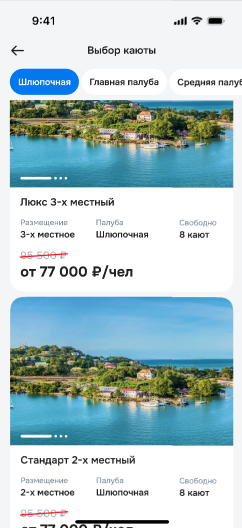 9:41
Выбор каюты
Шлюпочная Главная палуба Средняя палуб
Люкс 3-х местный
Размещение Палуба Свободно
3-х местное Шлюпочная 8 кают
95 500 ₽
от 77 000 ₽/чел
Стандарт 2-х местный
Размещение Палуба Свободно
2-х местное Шлюпочная 8 кают
95 500 ₽
от 77 000 ₽/чел